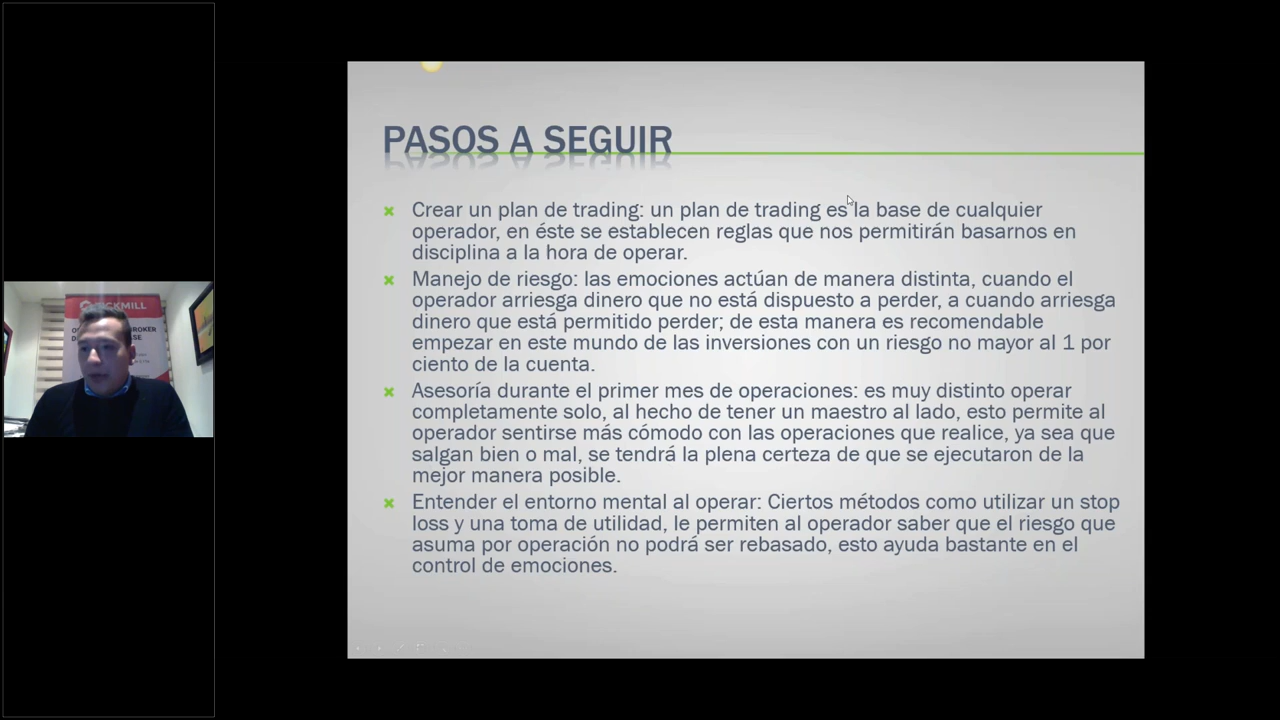 PASOS A SEGUIR
Crear un plan de trading: un plan de trading es la base de cualquier
operador, en éste se establecen reglas que nos permitirán basarnos en
disciplina a la hora de operar.
Manejo de riesgo: las emociones actúan de manera distinta, cuando el
operador arriesga dinero que no está dispuesto a perder, a cuando arriesga
dinero que está permitido perder; de esta manera es recomendable
empezar en este mundo de las inversiones con un riesgo no mayor al 1 por
ciento de la cuenta.
Asesoría durante el primer mes de operaciones: es muy distinto operar
completamente solo, al hecho de tener un maestro al lado, esto permite al
operador sentirse más cómodo con las operaciones que realice, ya sea que
salgan bien o mal, se tendrá la plena certeza de que se ejecutaron de la
mejor manera posible.
Entender el entorno mental al operar: Ciertos métodos como utilizar un stop
loss y una toma de utilidad, le permiten al operador saber que el riesgo que
asuma por operación no podrá ser rebasado, esto ayuda bastante en el
control de emociones.